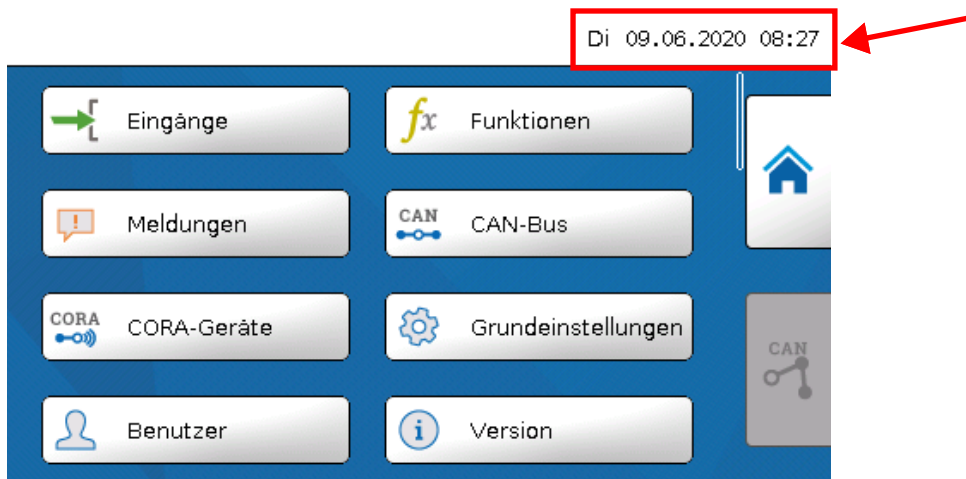 Di 09.06.2020 08:27
Eingänge
fx Funktionen
! Meldungen
CAN CAN-Bus
CORA CORA-Geräte
Grundeinstellungen
CAN
Benutzer
i Version